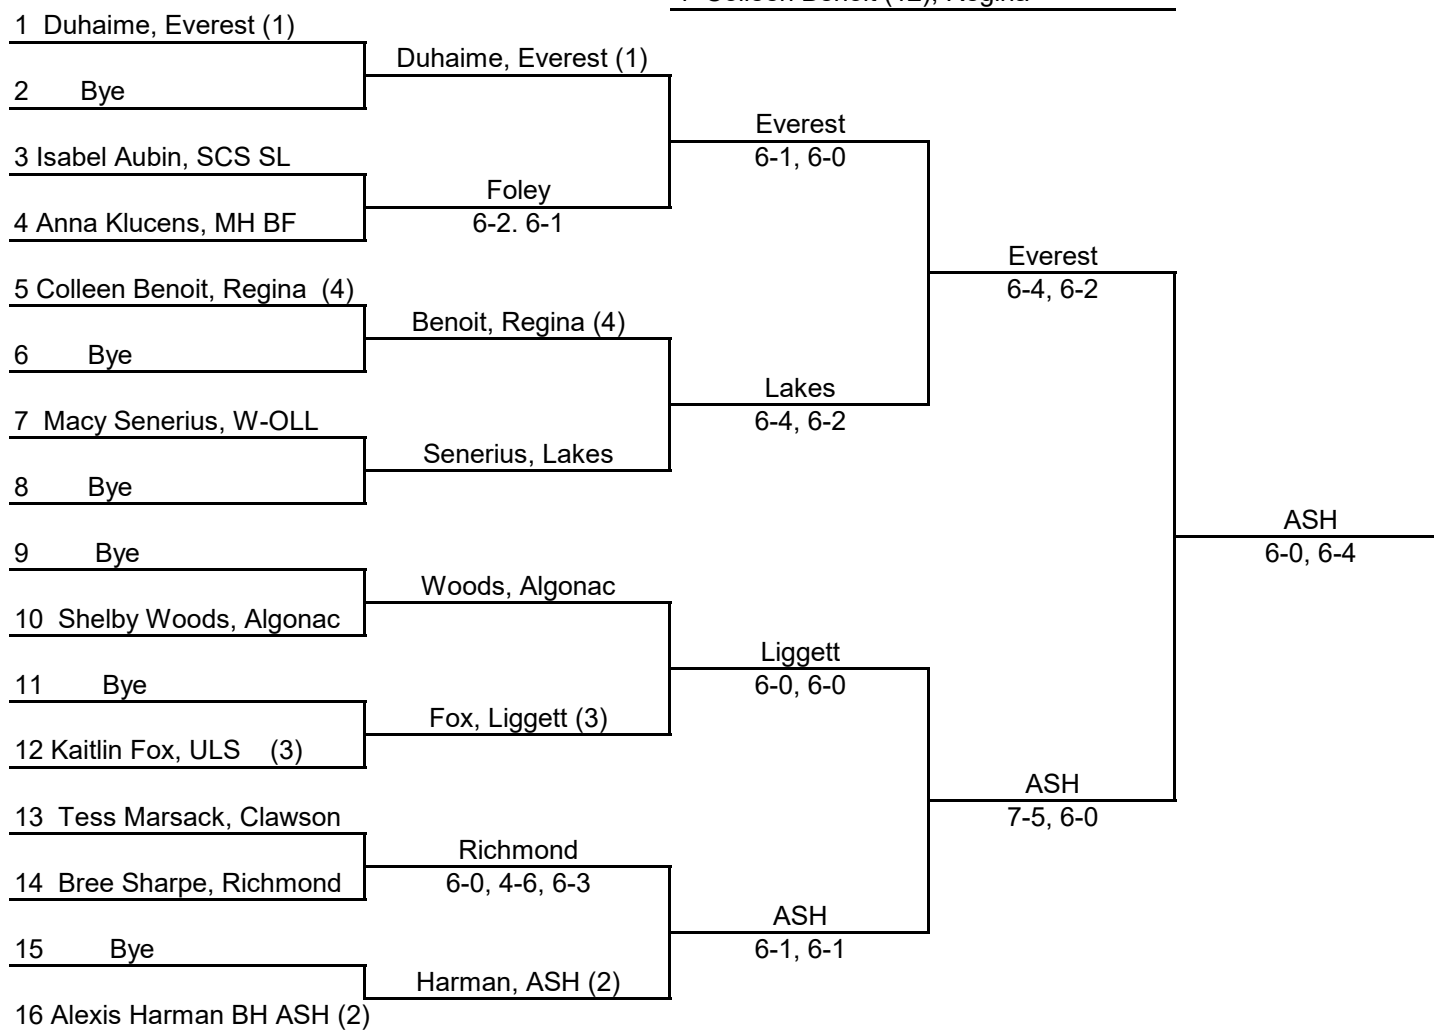 1  Duhaime, Everest (1)
Duhaime, Everest (1)
2       Bye
Everest
3 Isabel Aubin, SCS SL
6-1, 6-0
Foley
4 Anna Klucens, MH BF
6-2. 6-1
Everest
5 Colleen Benoit, Regina  (4)
6-4, 6-2
Benoit, Regina (4)
6        Bye
Lakes
7  Macy Senerius, W-OLL
6-4, 6-2
Senerius, Lakes
8        Bye
ASH
9         Bye
6-0, 6-4
Woods, Algonac
10  Shelby Woods, Algonac
Liggett
11        Bye
6-0, 6-0
Fox, Liggett (3)
12 Kaitlin Fox, ULS    (3)
ASH
13  Tess Marsack, Clawson
7-5, 6-0
Richmond
14  Bree Sharpe, Richmond
6-0, 4-6, 6-3
ASH
15         Bye
6-1, 6-1
Harman, ASH (2)
16 Alexis Harman BH ASH (2)